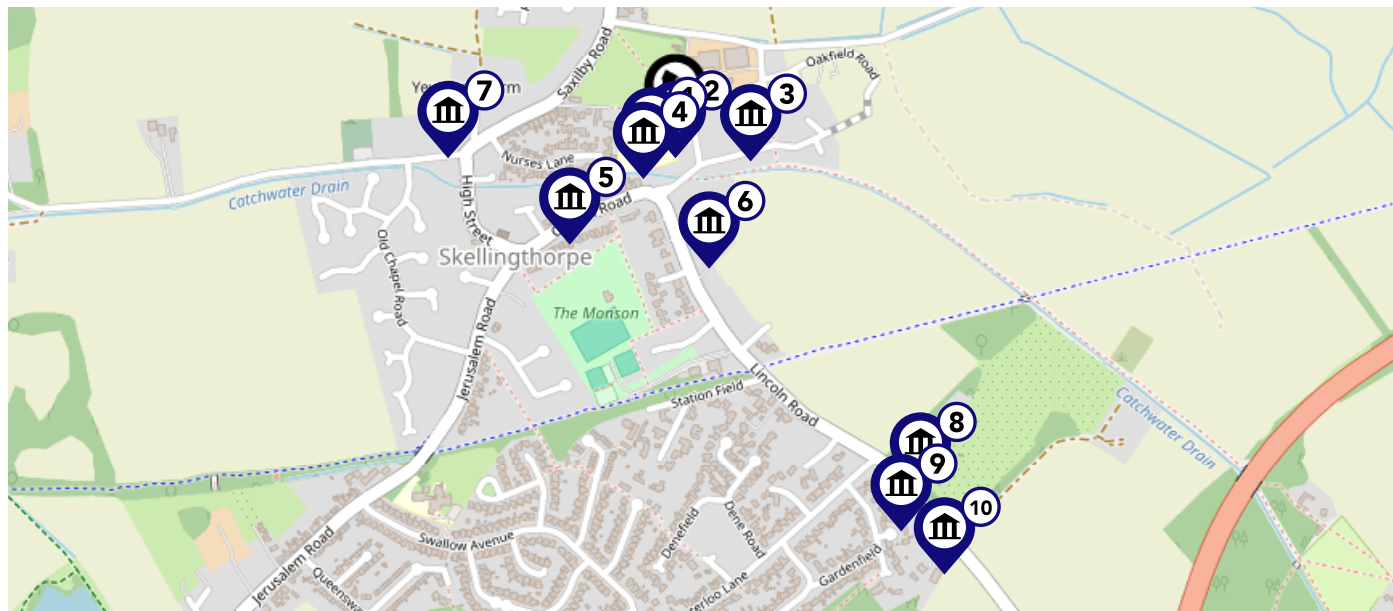 Saxilby Road
Oakfield Road
7
1
2
3
4
Nurses Lane
Catchwater Drain
5
Road
6
High Street
Skellingthorpe
Old Chapel Road
The Monson
Jerusalem Road
Lincoln Road
Station Field
Catchwater Drain
8
9
10
Swallow Avenue
Denefield
Dene Road
Gardenfield
Jerusalem Road
Lane